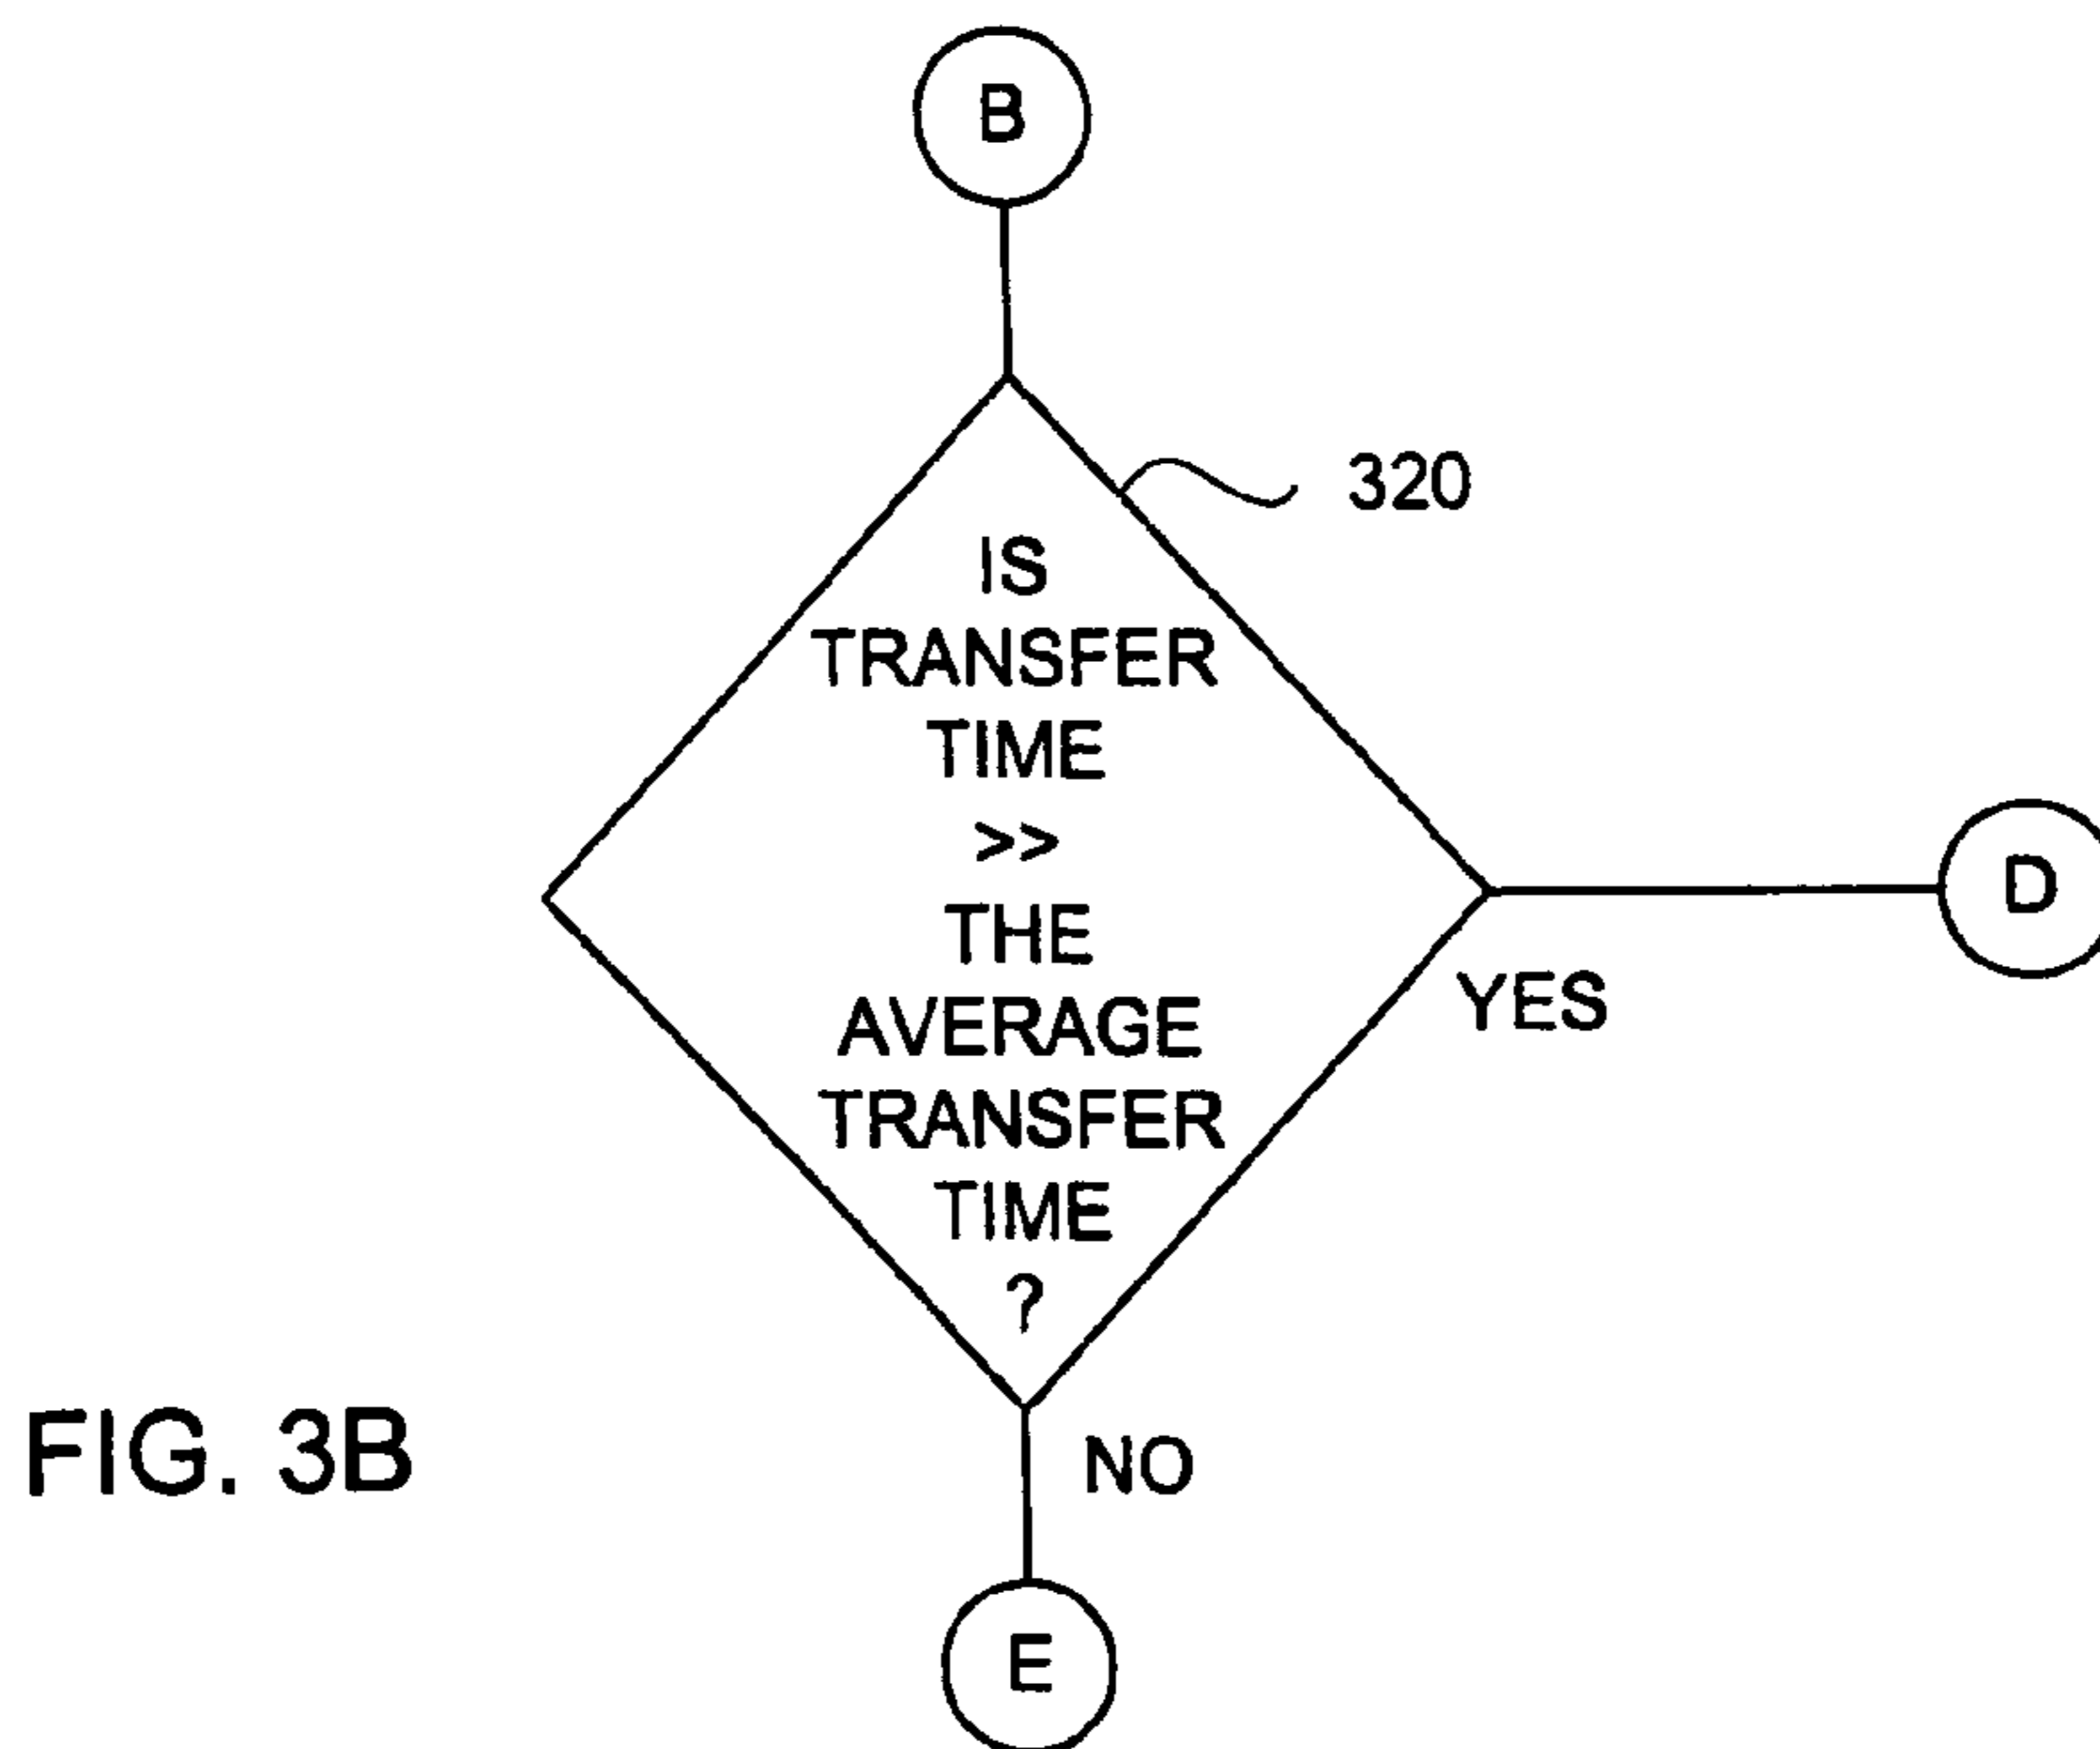 B
320
IS
TRANSFER
TIME
>>
THE
AVERAGE
TRANSFER
TIME
?
D
YES
NO
FIG. 3B
E